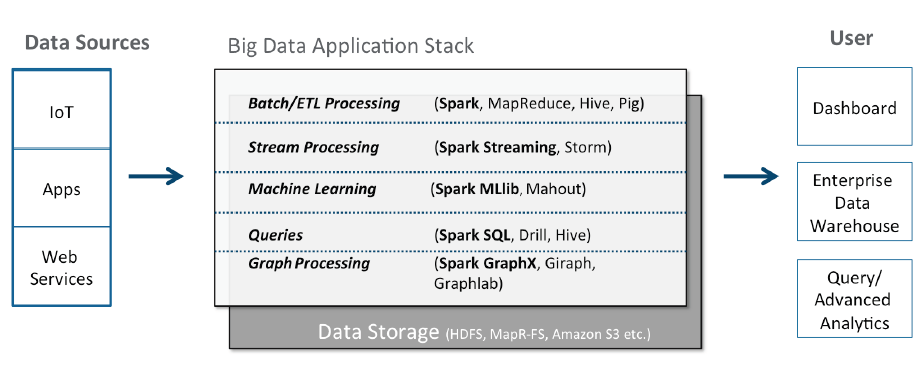 Data Sources
Big Data Application Stack
User
IoT
Apps
Web
Services
Batch/ETL Processing (Spark, MapReduce, Hive, Pig)
Stream Processing (Spark Streaming, Storm)
Machine Learning (Spark MLlib, Mahout)
Queries (Spark SQL, Drill, Hive)
Graph Processing (Spark GraphX, Giraph,
Graphlab)
Data Storage (HDFS, MapR-FS, Amazon S3 etc.)
Dashboard
Enterprise
Data
Warehouse
Query/
Advanced
Analytics